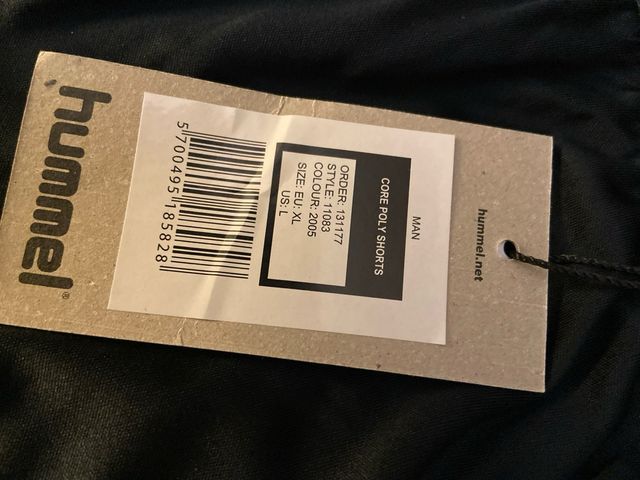 hummel.net
MAN
CORE POLY SHORTS
ORDER: 131177
STYLE: 11083
COLOUR: 2005
SIZE: EU: XL
US: L
5 700495 185828
hummel®